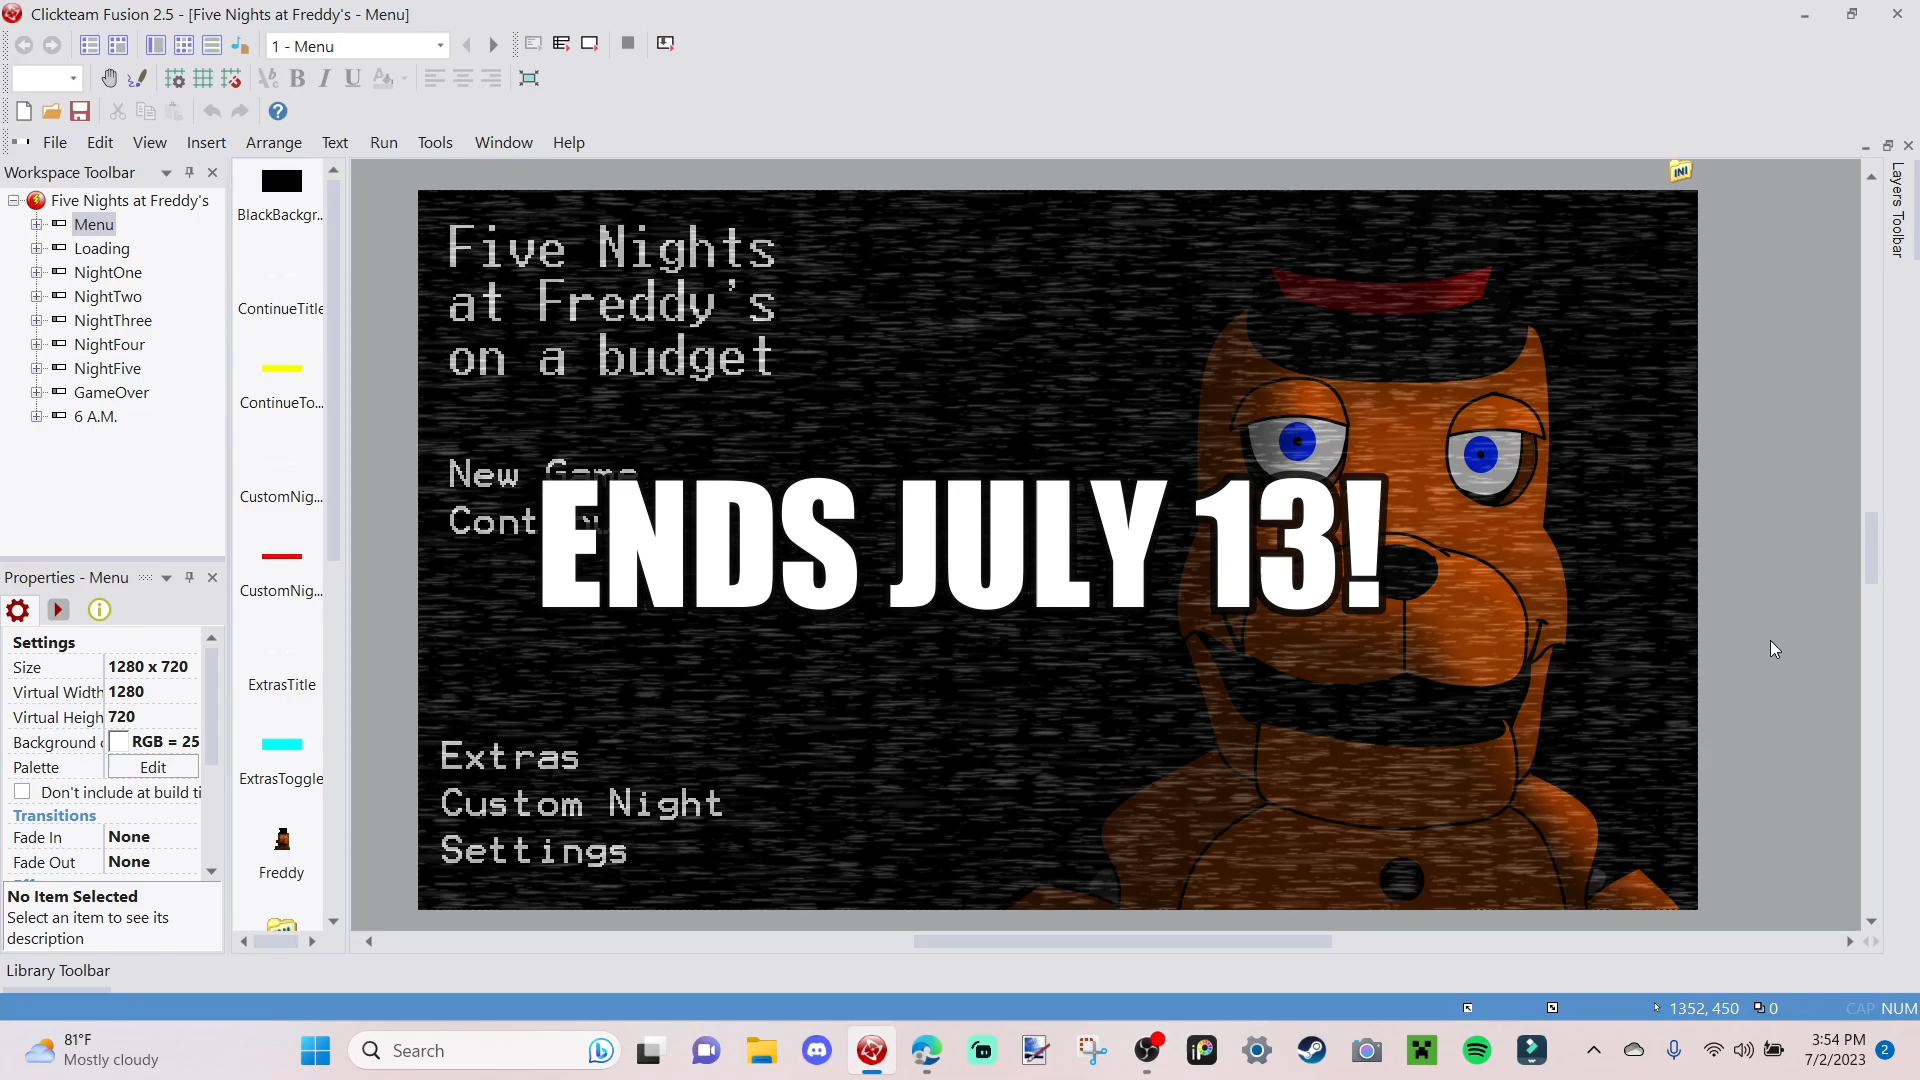 Clickteam Fusion 2.5 - [Five Nights at Freddy's - Menu]
1 - Menu
File Edit View Insert Arrange Text Run Tools Window Help
Workspace Toolbar
Five Nights at Freddy's
Menu
Loading
NightOne
NightTwo
NightThree
NightFour
NightFive
GameOver
6 A.M.
Properties - Menu
Settings
Size 1280 x 720
Virtual Width 1280
Virtual Heigh 720
Background RGB = 25
Palette Edit
Don't include at build ti
Transitions
Fade In None
Fade Out None
No Item Selected
Select an item to see its
description
Library Toolbar
BlackBackgr..
ContinueTitle
ContinueTo...
CustomNig...
CustomNig...
ExtrasTitle
ExtrasToggle
Freddy
INI
Layers Toolbar
Five Nights
at Freddy's
on a budget
New Game
Cont
ENDS JULY 13!
Extras
Custom Night
Settings
1352, 450 0 CAP NUM
81°F
Mostly cloudy
Search
3:54 PM
7/2/2023
2